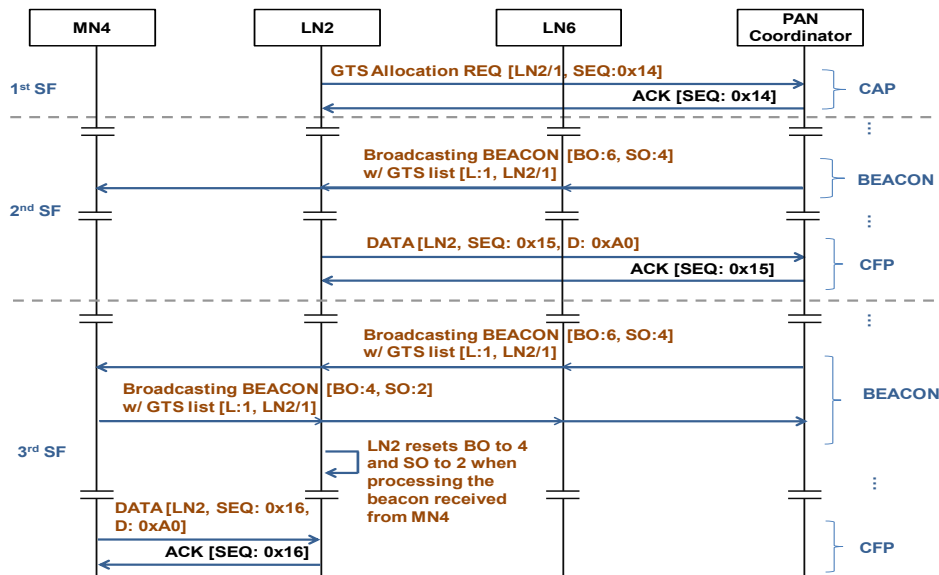 MN4
LN2
LN6
PAN
Coordinator
GTS Allocation REQ [LN2/1, SEQ:0x14]
1st SF
ACK [SEQ: 0x14]
CAP
...
Broadcasting BEACON [BO:6, SO:4]
w/ GTS list [L:1, LN2/1]
BEACON
2nd SF
...
DATA [LN2, SEQ: 0x15, D: 0xA0]
ACK [SEQ: 0x15]
CFP
...
Broadcasting BEACON [BO:6, SO:4]
w/ GTS list [L:1, LN2/1]
Broadcasting BEACON [BO:4, SO:2]
w/ GTS list [L:1, LN2/1]
BEACON
3rd SF
LN2 resets BO to 4
and SO to 2 when
processing the
beacon received
from MN4
...
DATA [LN2, SEQ: 0x16,
D: 0xA0]
ACK [SEQ: 0x16]
CFP